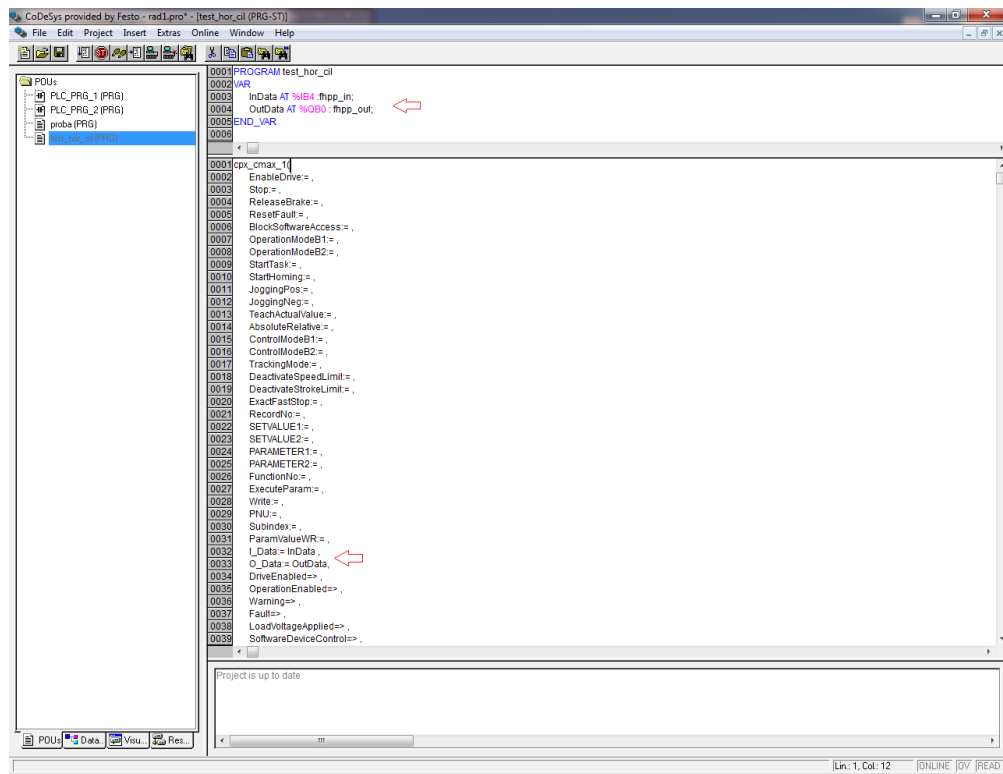 CoDeSys provided by Festo - rad1.pro* - [test_hor_cil (PRG-ST)]
File Edit Project Insert Extras Online Window Help
POUs
PLC_PRG_1 (PRG)
PLC_PRG_2 (PRG)
proba (PRG)
test_hor_cil (PRG)
0001 PROGRAM test_hor_cil
0002 VAR
0003 InData AT %IB4 :fhpp_in;
0004 OutData AT %QB0 : fhpp_out;
0005 END_VAR
0006
0001 cpx_cmax_1(
0002 EnableDrive:= ,
0003 Stop:= ,
0004 ReleaseBrake:= ,
0005 ResetFault:= ,
0006 BlockSoftwareAccess:= ,
0007 OperationModeB1:= ,
0008 OperationModeB2:= ,
0009 StartTask:= ,
0010 StartHoming:= ,
0011 JoggingPos:= ,
0012 JoggingNeg:= ,
0013 TeachActualValue:= ,
0014 AbsoluteRelative:= ,
0015 ControlModeB1:= ,
0016 ControlModeB2:= ,
0017 TrackingMode:= ,
0018 DeactivateSpeedLimit:= ,
0019 DeactivateStrokeLimit:= ,
0020 ExactFastStop:= ,
0021 RecordNo:= ,
0022 SETVALUE1:= ,
0023 SETVALUE2:= ,
0024 PARAMETER1:= ,
0025 PARAMETER2:= ,
0026 FunctionNo:= ,
0027 ExecuteParam:= ,
0028 Write:= ,
0029 PNU:= ,
0030 Subindex:= ,
0031 ParamValueWR:= ,
0032 I_Data:= InData ,
0033 O_Data:= OutData,
0034 DriveEnabled=> ,
0035 OperationEnabled=> ,
0036 Warning=> ,
0037 Fault=> ,
0038 LoadVoltageApplied=> ,
0039 SoftwareDeviceControl=> ,
Project is up to date
POUs Data.. Visu... Res...
Lin.: 1, Col.: 12 ONLINE OV READ